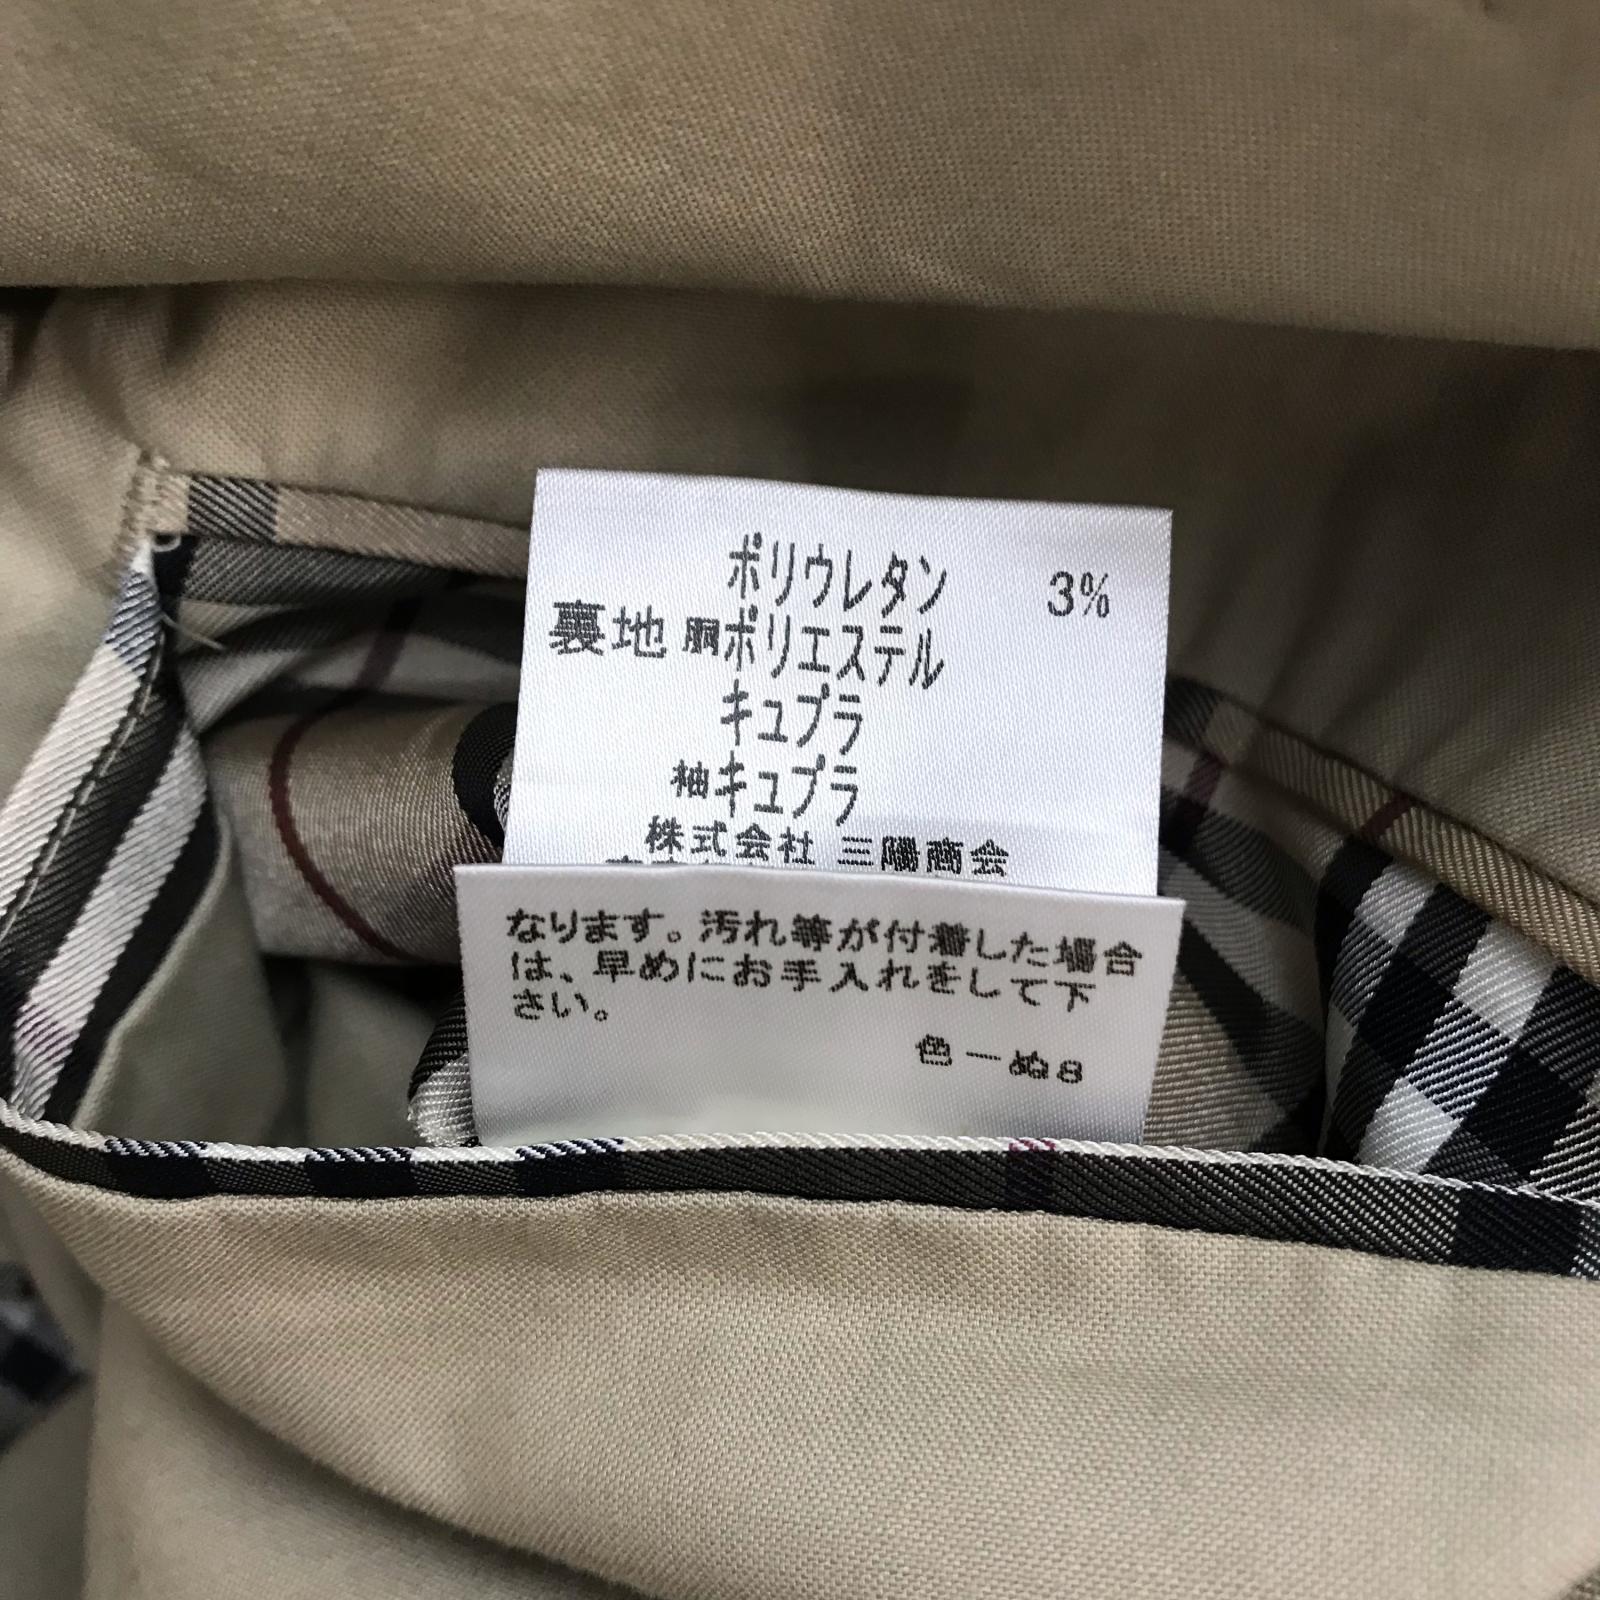 ポリウレタン 3%
裏地 胴ポリエステル
キュプラ
袖キュプラ
株式会社 三陽商会
なります。汚れ等が付着した場合
は、早めにお手入れをして下
さい。
色－ぬ8